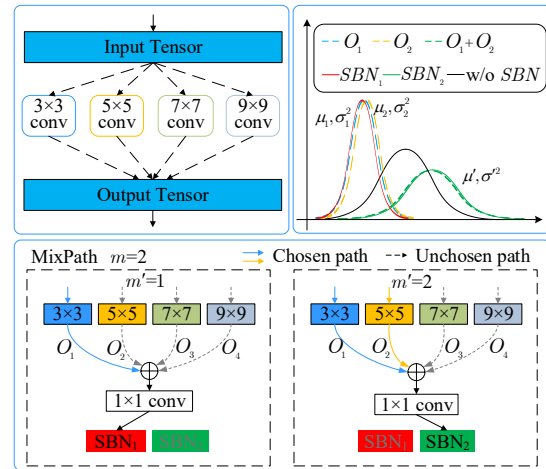 Input Tensor
3×3 conv
5×5 conv
7×7 conv
9×9 conv
Output Tensor
O₁ O₂ O₁+O₂
SBN₁ SBN₂ w/o SBN
μ₁,σ₁² μ₂,σ₂²
μ′,σ′²
MixPath m=2 Chosen path Unchosen path
m′=1
3×3 5×5 7×7 9×9
O₁ O₂ O₃ O₄
1×1 conv
SBN₁ SBN₂
m′=2
3×3 5×5 7×7 9×9
O₁ O₂ O₃ O₄
1×1 conv
SBN₁ SBN₂